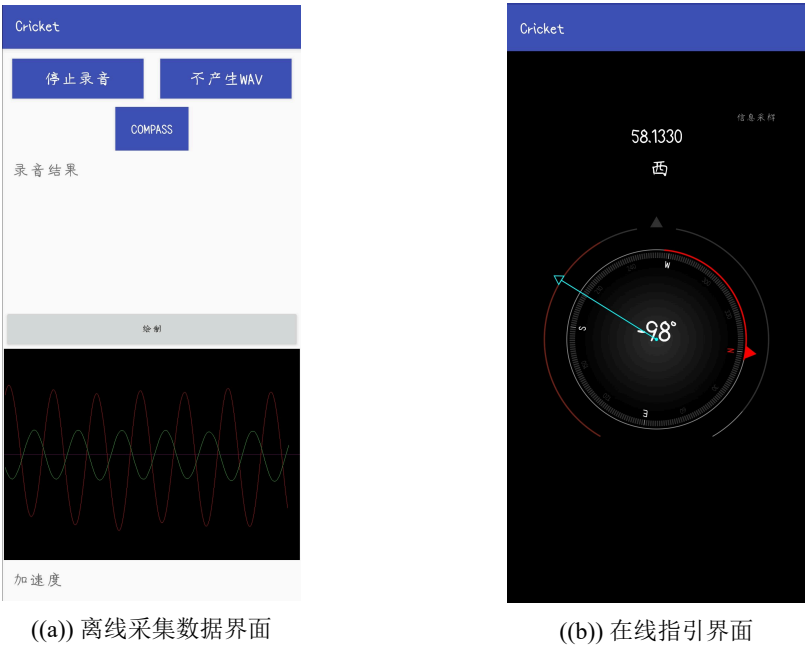 Cricket
停止录音
不产生WAV
COMPASS
录音结果
绘制
加速度
((a)) 离线采集数据界面
Cricket
信息采样
58.1330
西
W
S
-98°
N
E
((b)) 在线指引界面